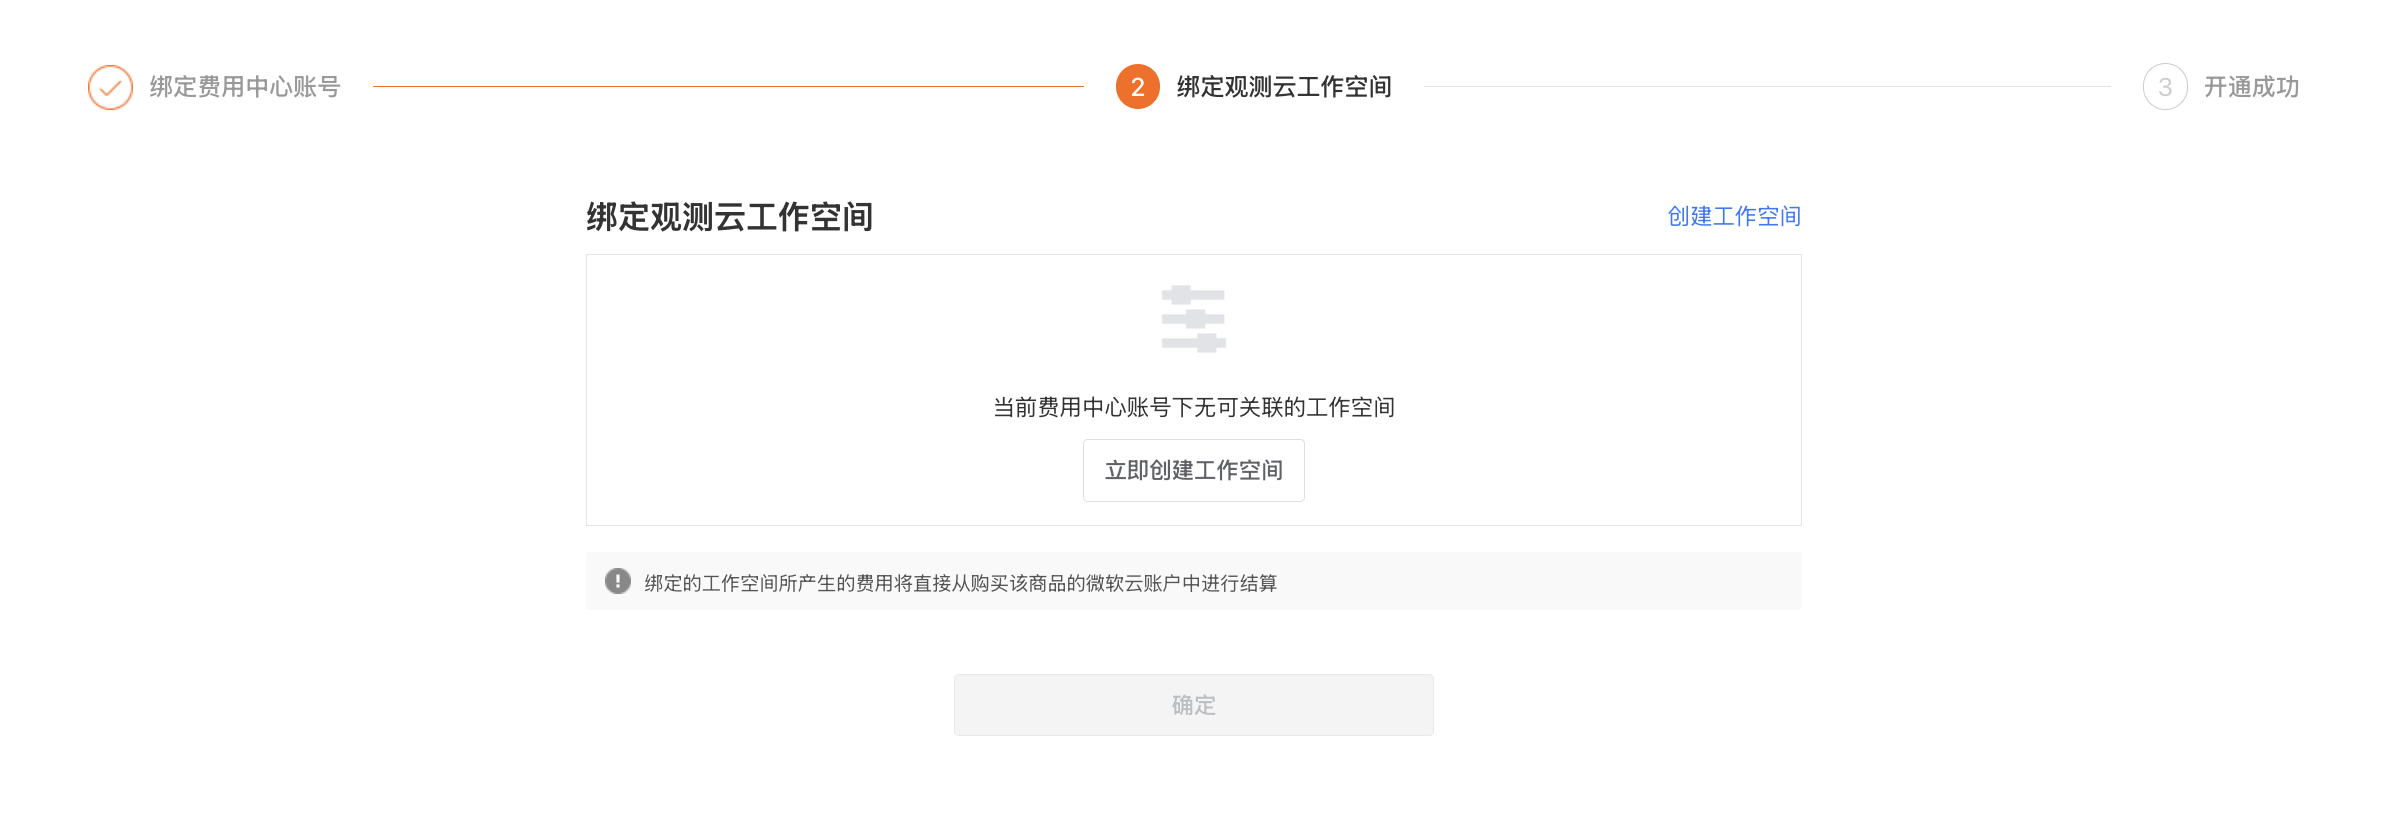 绑定费用中心账号
2 绑定观测云工作空间
3 开通成功
绑定观测云工作空间
创建工作空间
当前费用中心账号下无可关联的工作空间
立即创建工作空间
绑定的工作空间所产生的费用将直接从购买该商品的微软云账户中进行结算
确定